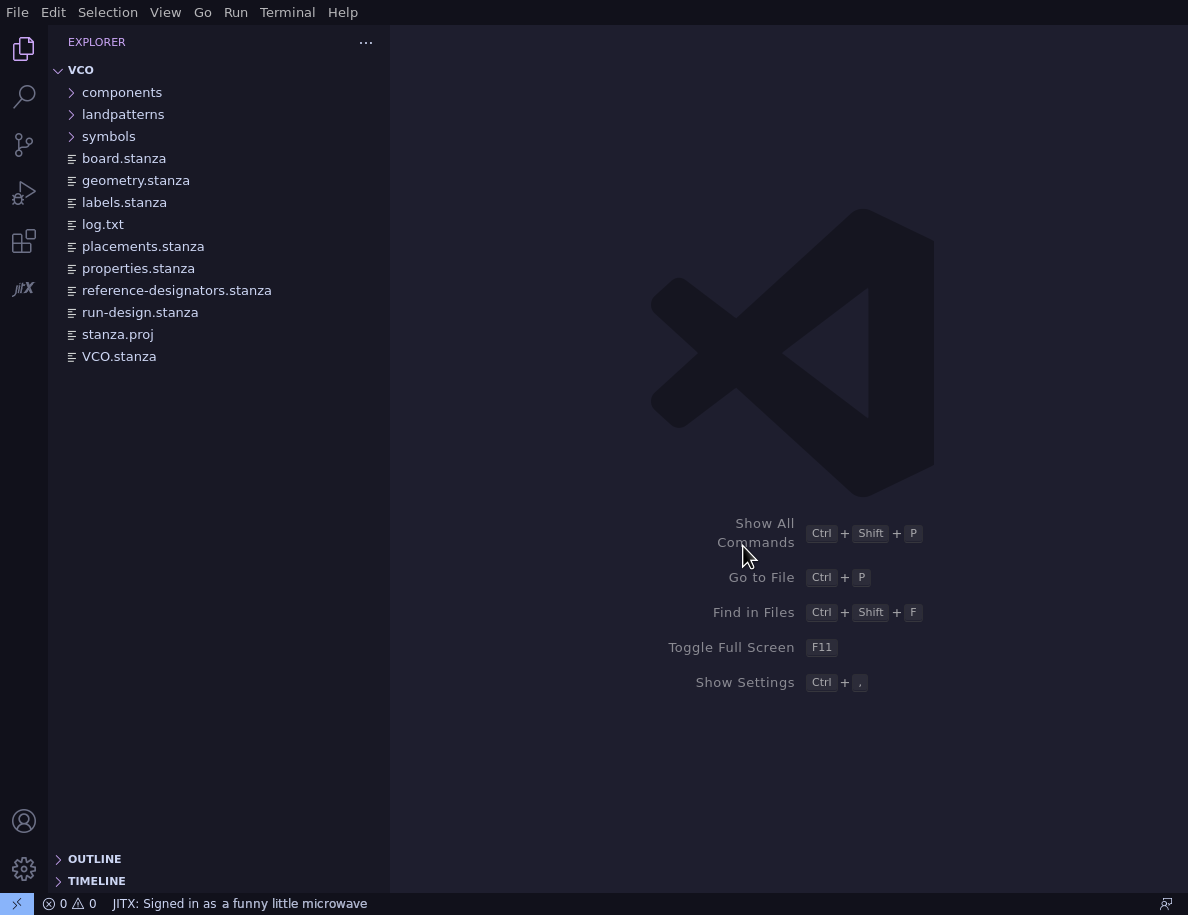 File Edit Selection View Go Run Terminal Help
EXPLORER ...
VCO
components
landpatterns
symbols
board.stanza
geometry.stanza
labels.stanza
log.txt
placements.stanza
properties.stanza
reference-designators.stanza
run-design.stanza
stanza.proj
VCO.stanza
jitX
Show All
Commands Ctrl + Shift + P
Go to File Ctrl + P
Find in Files Ctrl + Shift + F
Toggle Full Screen F11
Show Settings Ctrl + ,
OUTLINE
TIMELINE
0 0 JITX: Signed in as a funny little microwave